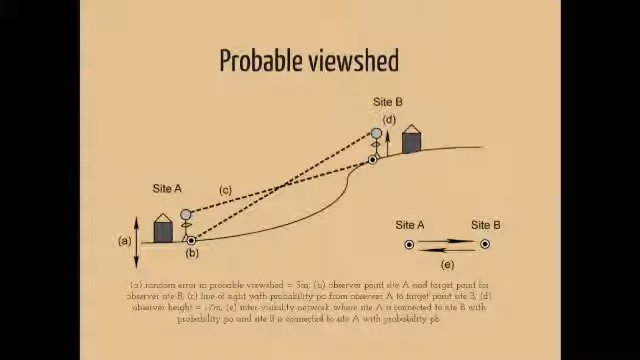 Probable viewshed
Site B
(d)
Site A
(c)
(a)
(b)
Site A Site B
(e)
(a) random error in probable viewshed = 5m, (b) observer point site A and target point for
observer site B, (c) line of sight with probability pa from observer A to target point site B, (d)
observer height = 1.7m, (e) inter-visibility network where site A is connected to site B with
probability pa and site B is connected to site A with probability pb